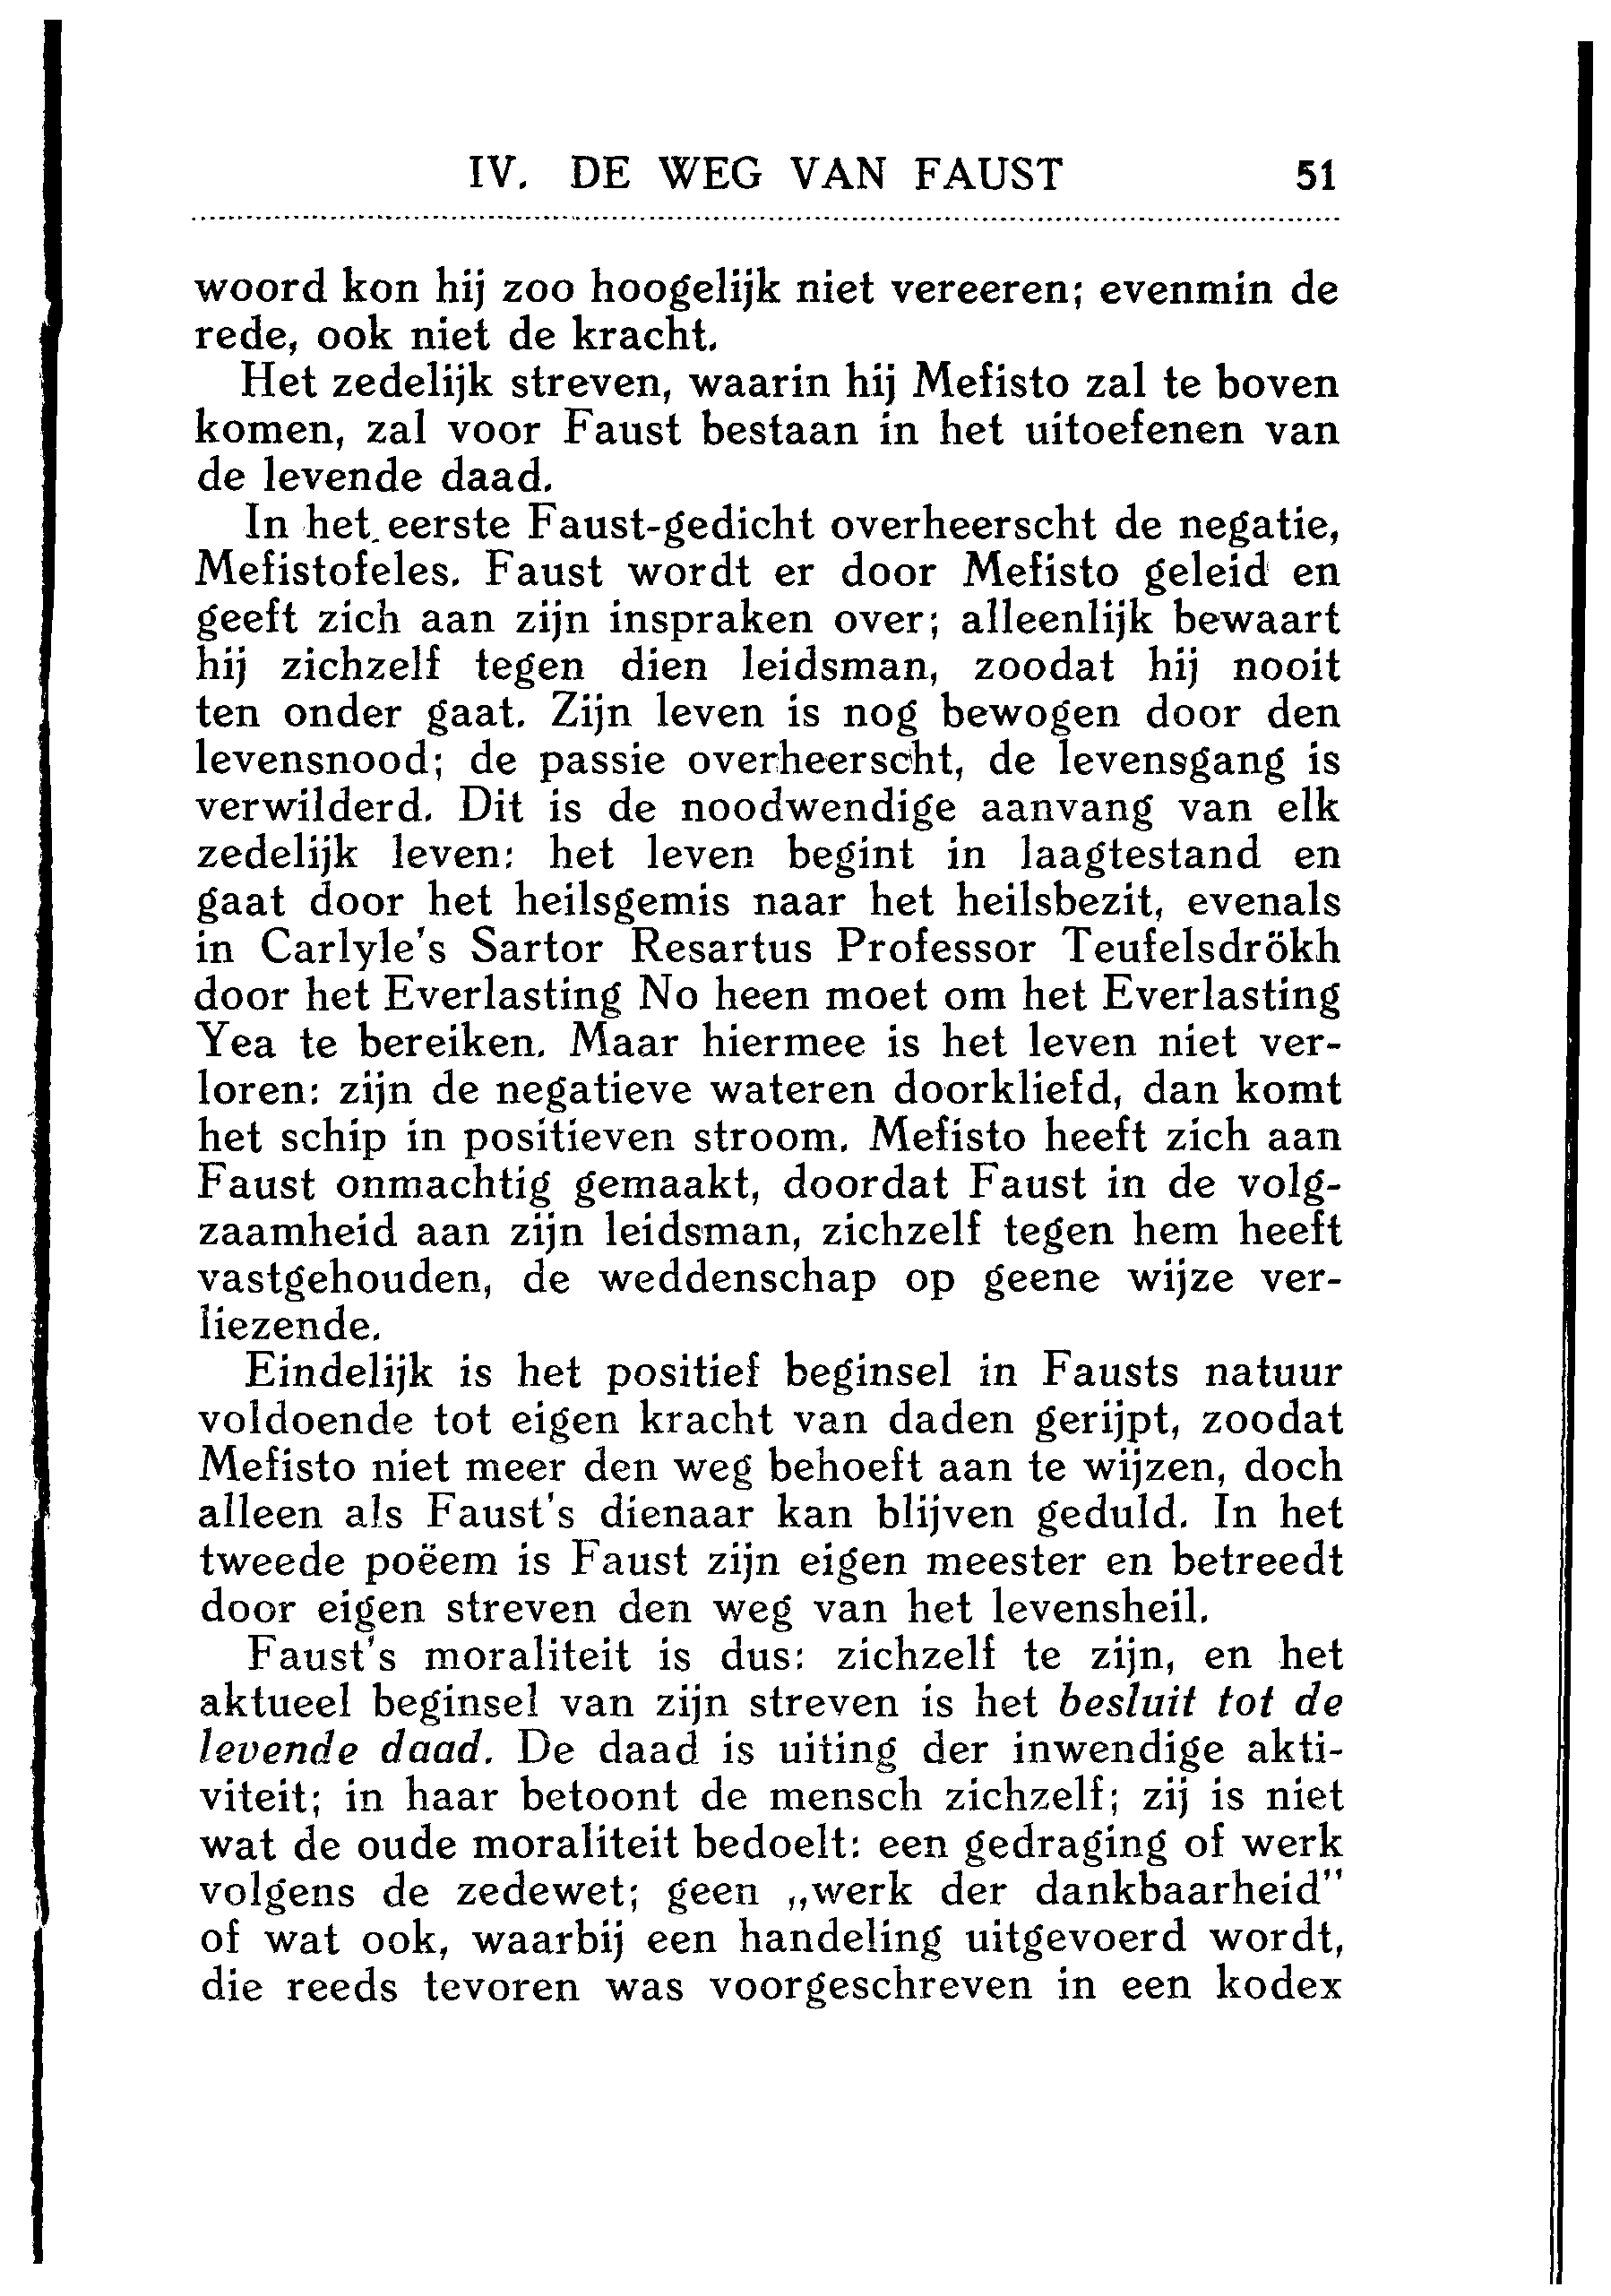 IV. DE WEG VAN FAUST 51
woord kon hij zoo hoogelijk niet vereeren; evenmin de
rede, ook niet de kracht.
Het zedelijk streven, waarin hij Mefisto zal te boven
komen, zal voor Faust bestaan in het uitoefenen van
de levende daad.
In het eerste Faust-gedicht overheerscht de negatie,
Mefistofeles. Faust wordt er door Mefisto geleid en
geeft zich aan zijn inspraken over; alleenlijk bewaart
hij zichzelf tegen dien leidsman, zoodat hij nooit
ten onder gaat. Zijn leven is nog bewogen door den
levensnood; de passie overheerscht, de levensgang is
verwilderd. Dit is de noodwendige aanvang van elk
zedelijk leven: het leven begint in laagtestand en
gaat door het heilsgemis naar het heilsbezit, evenals
in Carlyle's Sartor Resartus Professor Teufelsdrökh
door het Everlasting No heen moet om het Everlasting
Yea te bereiken. Maar hiermee is het leven niet ver-
loren: zijn de negatieve wateren doorkliefd, dan komt
het schip in positieven stroom. Mefisto heeft zich aan
Faust onmachtig gemaakt, doordat Faust in de volg-
zaamheid aan zijn leidsman, zichzelf tegen hem heeft
vastgehouden, de weddenschap op geene wijze ver-
liezende.
Eindelijk is het positief beginsel in Fausts natuur
voldoende tot eigen kracht van daden gerijpt, zoodat
Mefisto niet meer den weg behoeft aan te wijzen, doch
alleen als Faust's dienaar kan blijven geduld. In het
tweede poëem is Faust zijn eigen meester en betreedt
door eigen streven den weg van het levensheil.
Faust's moraliteit is dus: zichzelf te zijn, en het
aktueel beginsel van zijn streven is het besluit tot de
levende daad. De daad is uiting der inwendige akti-
viteit; in haar betoont de mensch zichzelf; zij is niet
wat de oude moraliteit bedoelt: een gedraging of werk
volgens de zedewet; geen „werk der dankbaarheid"
of wat ook, waarbij een handeling uitgevoerd wordt,
die reeds tevoren was voorgeschreven in een kodex